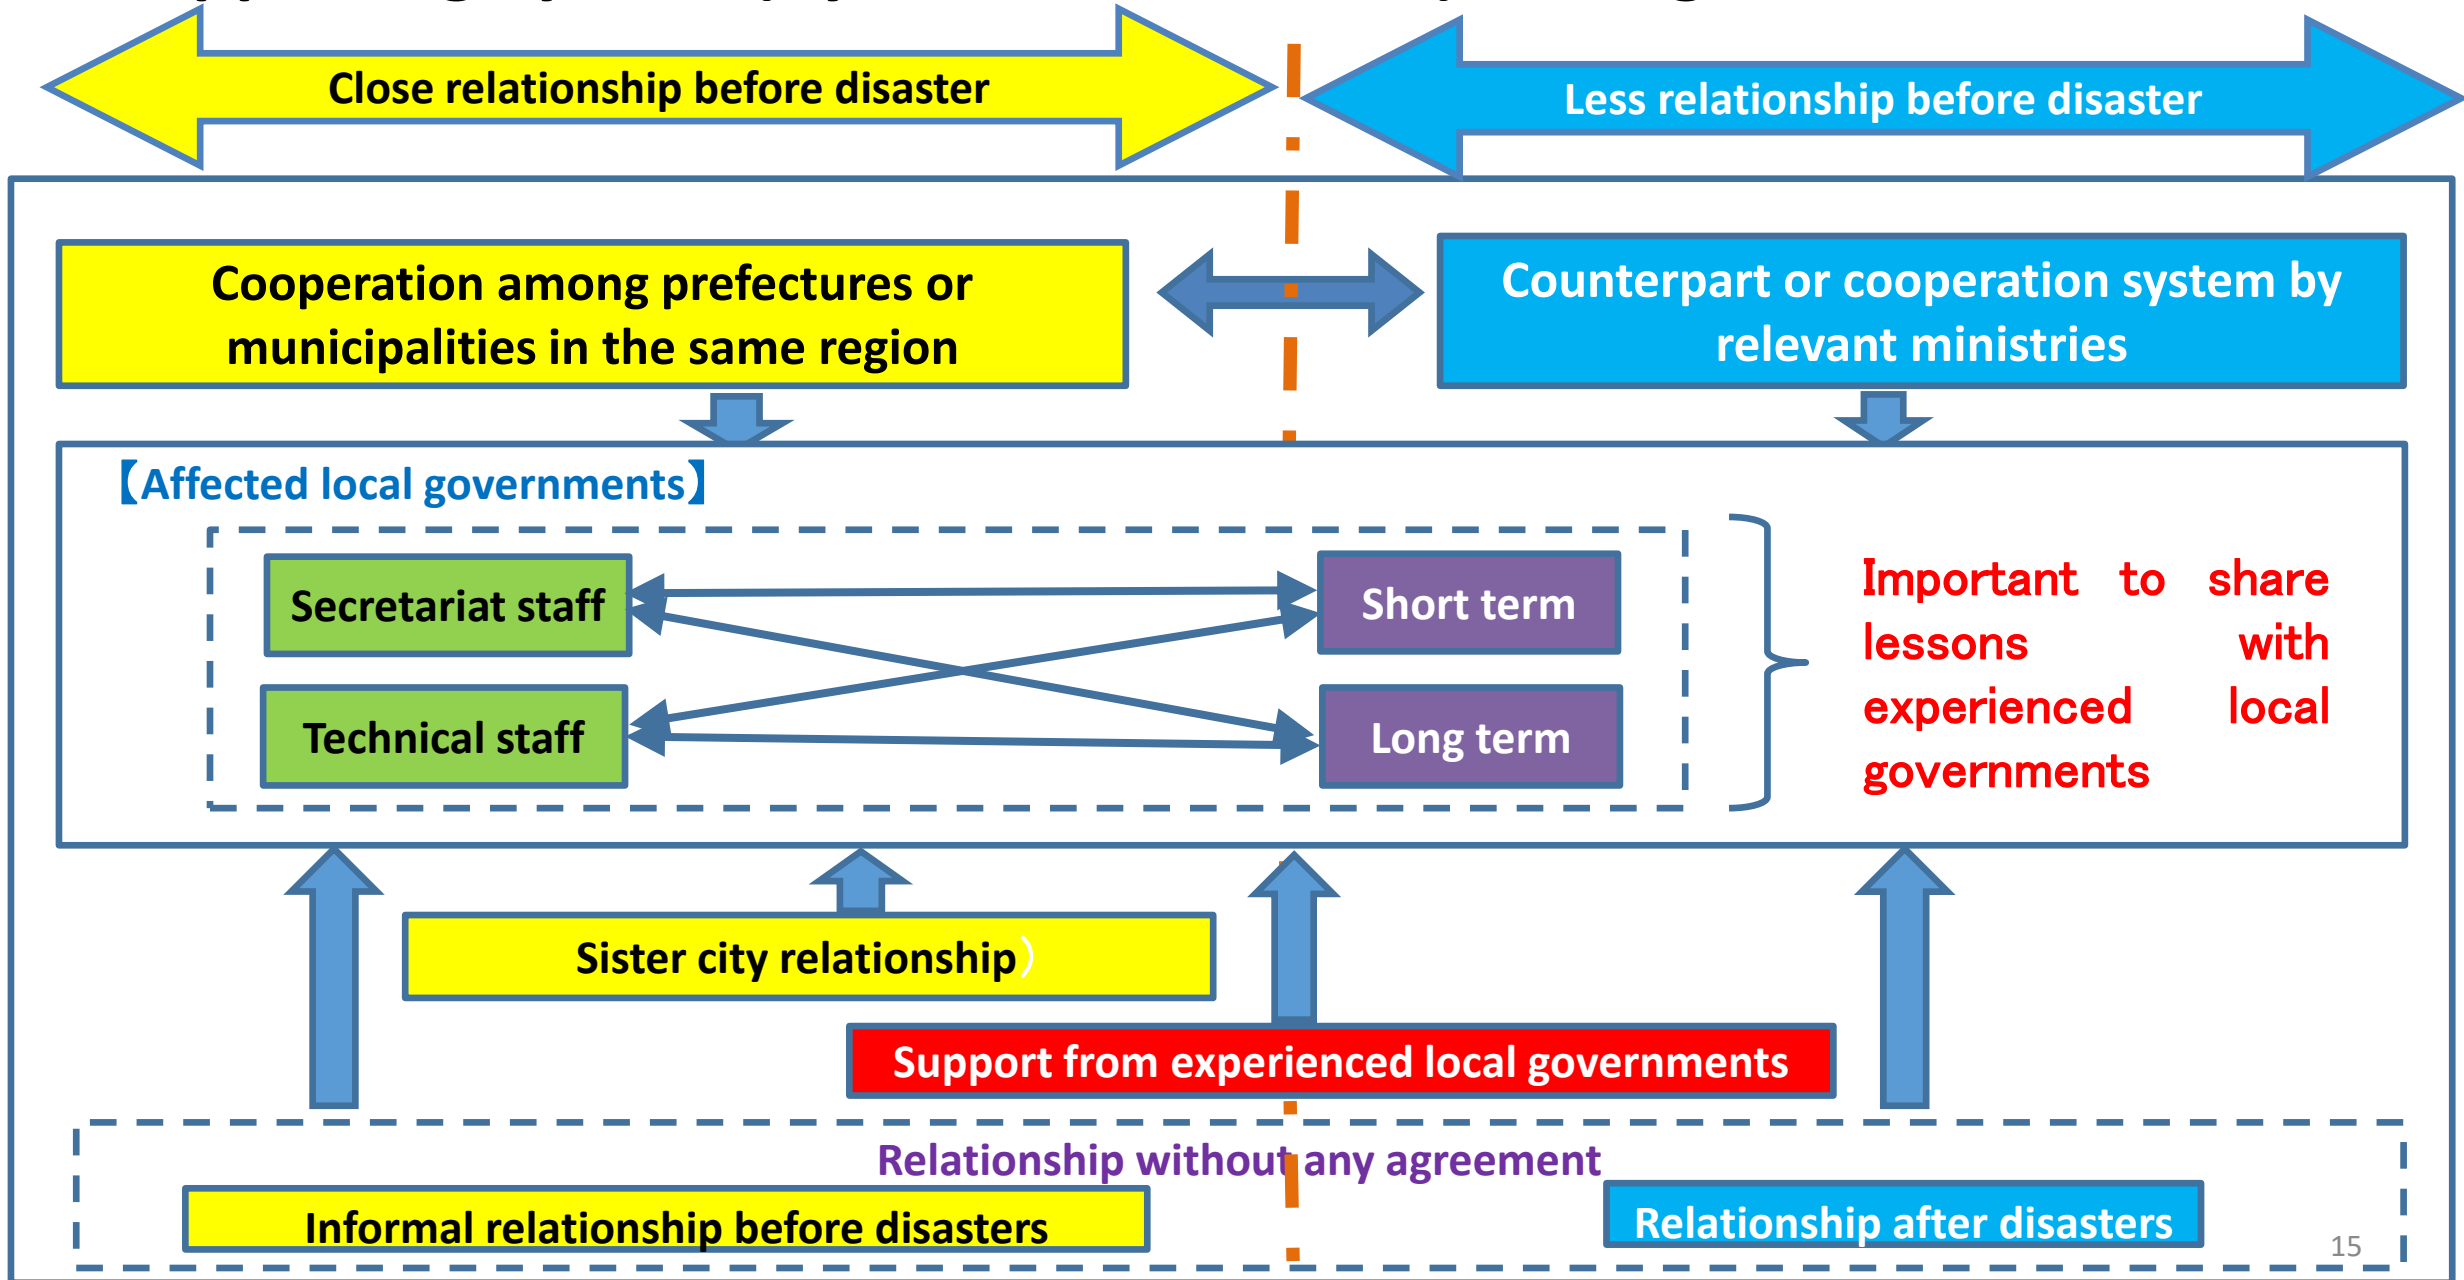 Close relationship before disaster
Less relationship before disaster
Cooperation among prefectures or
municipalities in the same region
Counterpart or cooperation system by
relevant ministries
【Affected local governments】
Secretariat staff
Short term
Technical staff
Long term
Important to share
lessons with
experienced local
governments
Sister city relationship）
Support from experienced local governments
Relationship without any agreement
Informal relationship before disasters
Relationship after disasters
15